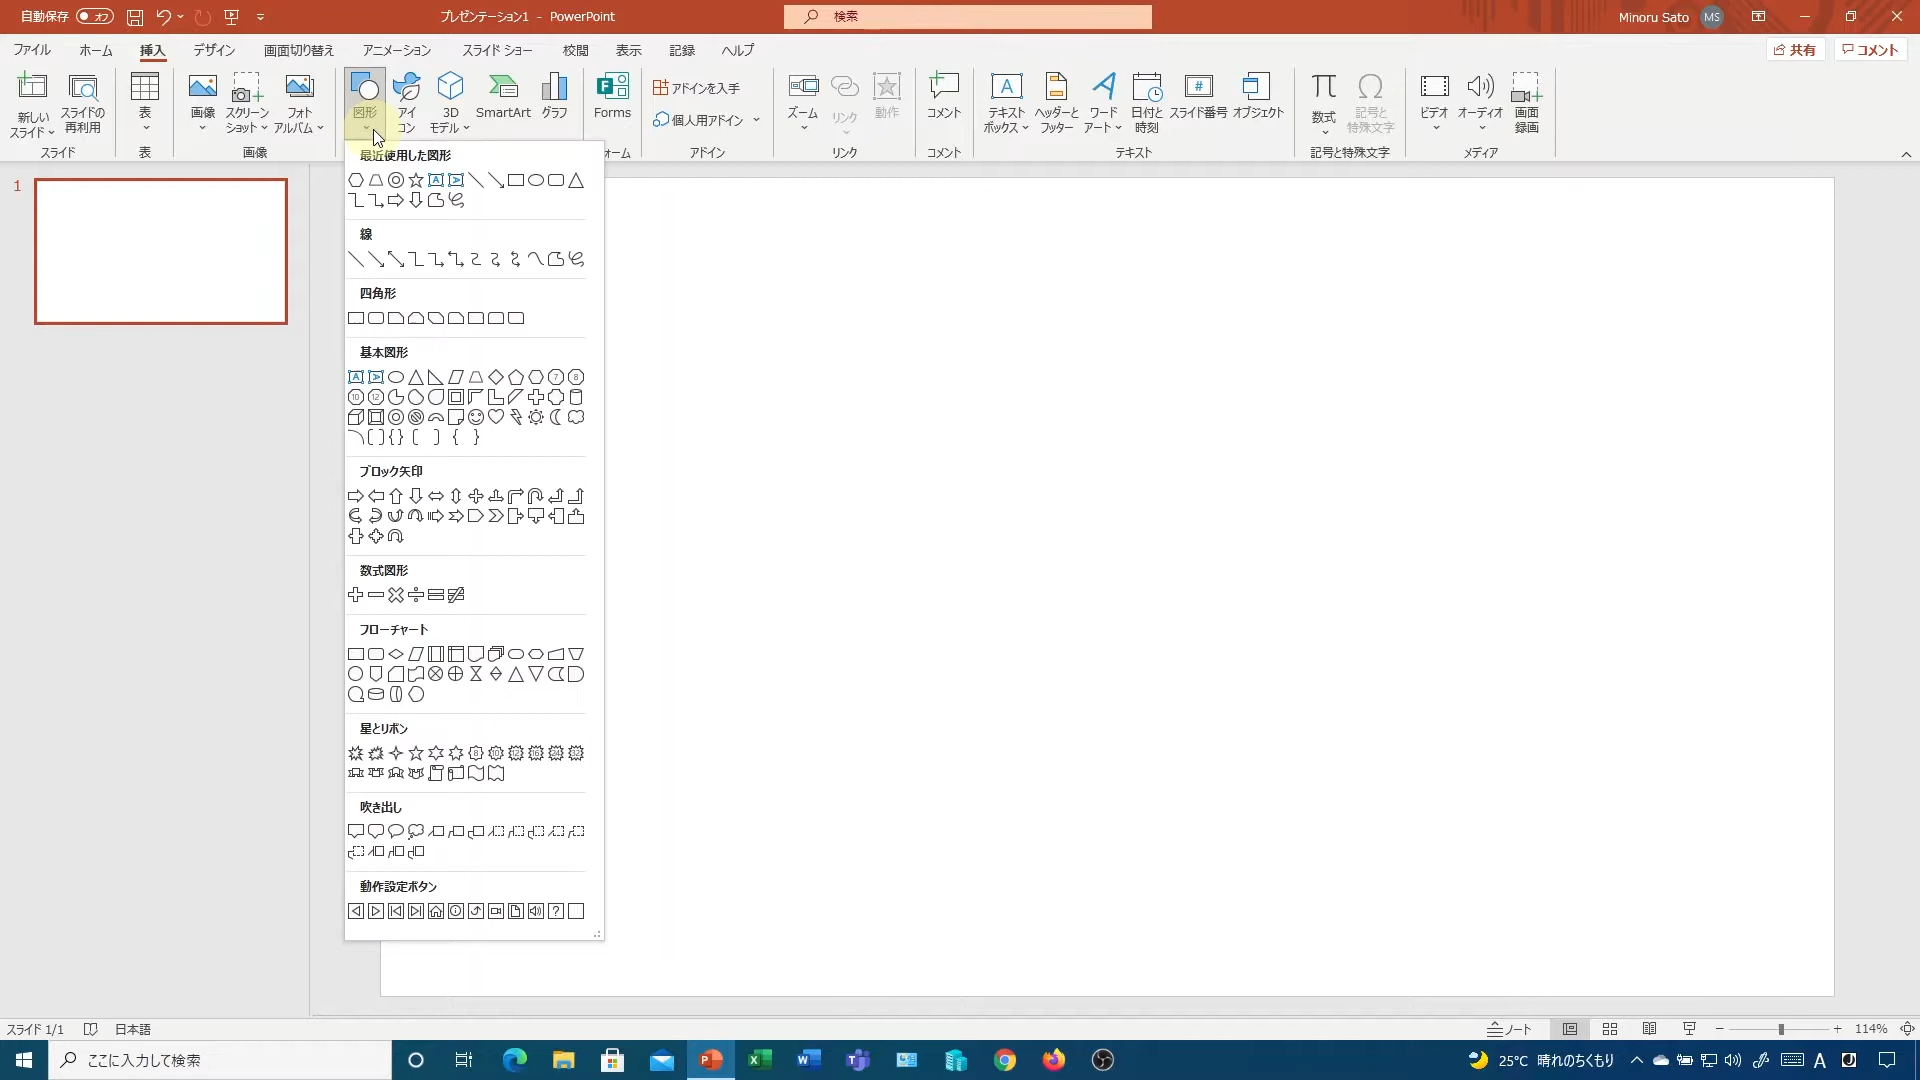 自動保存 オフ プレゼンテーション1 - PowerPoint 検索 Minoru Sato MS
ファイル ホーム 挿入 デザイン 画面切り替え アニメーション スライド ショー 校閲 表示 記録 ヘルプ 共有 コメント
新しい
スライド
スライドの
再利用
表
画像
スクリーン
ショット
フォト
アルバム
図形
アイ
コン
3D
モデル
SmartArt
グラフ
Forms
アドインを入手
個人用アドイン
ズーム
リンク
動作
コメント
テキスト
ボックス
ヘッダーと
フッター
ワード
アート
日付と
時刻
スライド番号
オブジェクト
数式
記号と
特殊文字
ビデオ
オーディオ
画面
録画
スライド 表 画像 ォーム アドイン リンク コメント テキスト 記号と特殊文字 メディア
1
最近使用した図形
線
四角形
基本図形
7 8
10 12
ブロック矢印
数式図形
フローチャート
星とリボン
8 10 12 16 24 32
吹き出し
動作設定ボタン
スライド 1/1 日本語 ノート 114%
ここに入力して検索 25°C 晴れのちくもり A